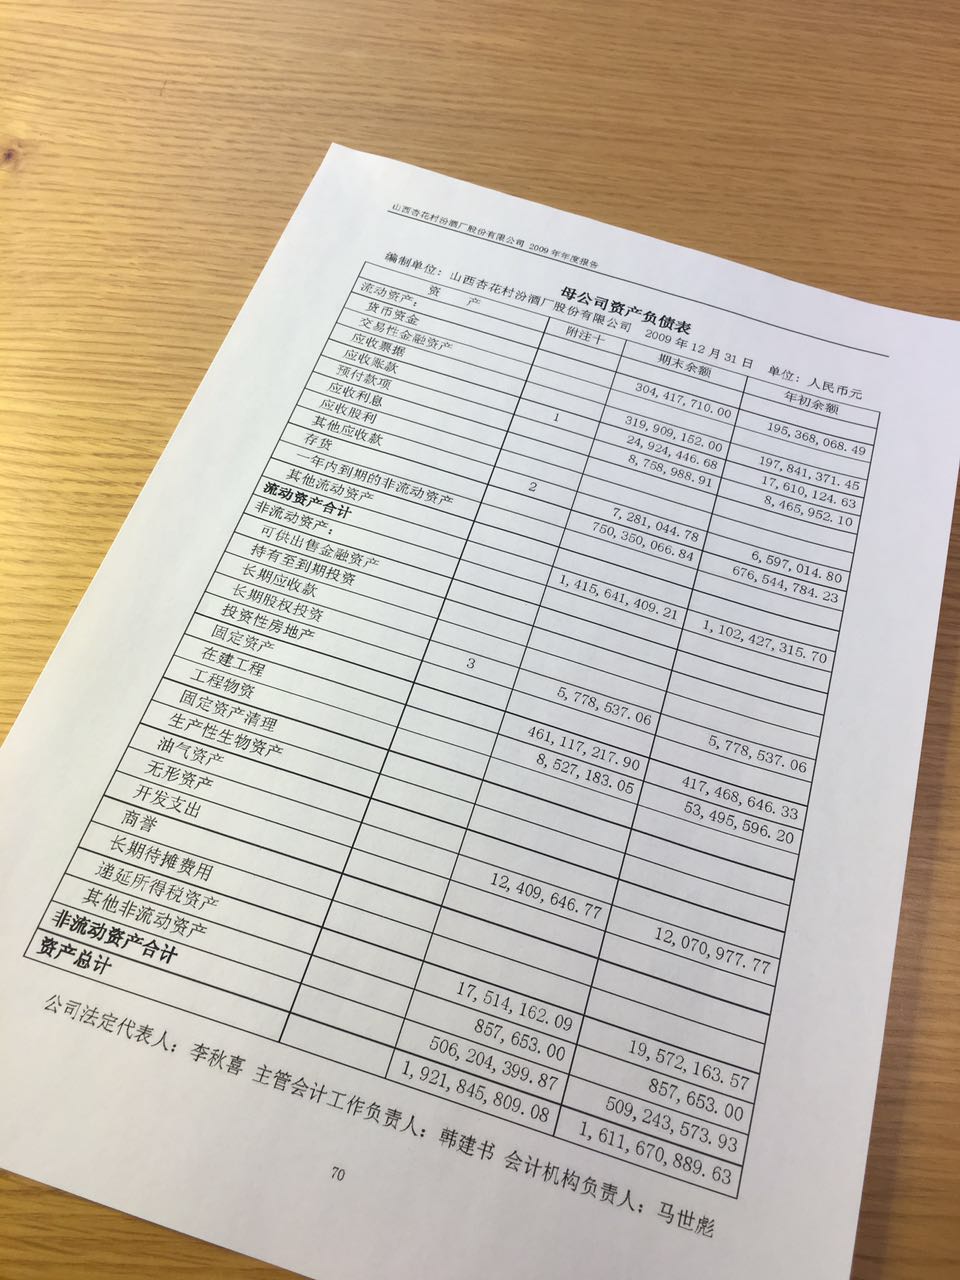 山西杏花村汾酒厂股份有限公司 2009 年年度报告
母公司资产负债表
编制单位：山西杏花村汾酒厂股份有限公司 2009 年 12 月 31 日 单位：人民币元
资 产 附注十 期末余额 年初余额
流动资产：
货币资金 304,417,710.00 195,368,068.49
交易性金融资产
应收票据 319,909,152.00 197,841,371.45
应收账款 1 24,924,446.68 17,610,124.63
预付款项 8,758,988.91 8,465,952.10
应收利息
应收股利
其他应收款 2 7,281,044.78 6,597,014.80
存货 750,350,066.84 676,544,784.23
一年内到期的非流动资产
其他流动资产
流动资产合计 1,415,641,409.21 1,102,427,315.70
非流动资产：
可供出售金融资产
持有至到期投资
长期应收款
长期股权投资 3 5,778,537.06 5,778,537.06
投资性房地产
固定资产 461,117,217.90 417,468,646.33
在建工程 8,527,183.05 53,495,596.20
工程物资
固定资产清理
生产性生物资产
油气资产
无形资产 12,409,646.77 12,070,977.77
开发支出
商誉
长期待摊费用
递延所得税资产 17,514,162.09 19,572,163.57
其他非流动资产 857,653.00 857,653.00
非流动资产合计 506,204,399.87 509,243,573.93
资产总计 1,921,845,809.08 1,611,670,889.63
公司法定代表人：李秋喜 主管会计工作负责人：韩建书 会计机构负责人：马世彪
70